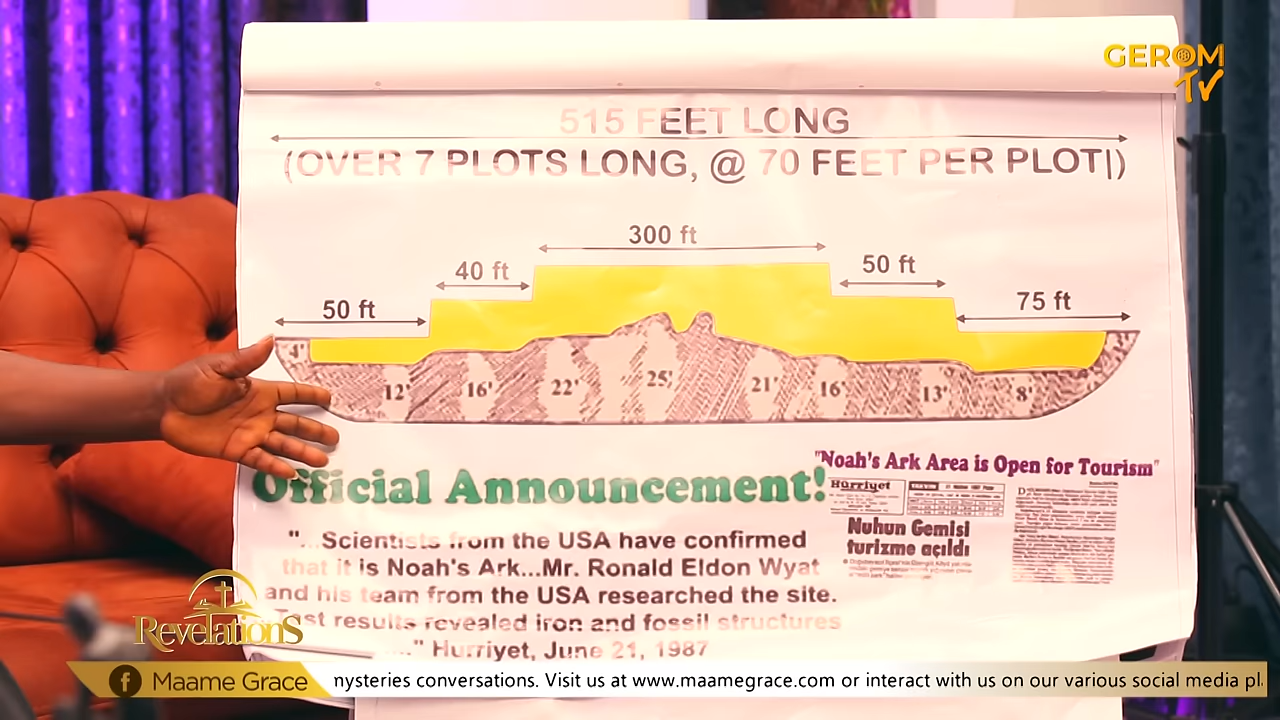 GEROM
TV
515 FEET LONG
(OVER 7 PLOTS LONG, @ 70 FEET PER PLOT|)
300 ft
40 ft
50 ft
50 ft
75 ft
4'
12'
16'
22'
25'
21'
16'
13'
8'
Official Announcement!
"Noah's Ark Area is Open for Tourism"
Hürriyet
Nuhun Gemisi
turizme açıldı
"...Scientists from the USA have confirmed
that it is Noah's Ark...Mr. Ronald Eldon Wyat
and his team from the USA researched the site.
Test results revealed iron and fossil structures
..." Hurriyet, June 21, 1987
Revelations
Maame Grace
mysteries conversations. Visit us at www.maamegrace.com or interact with us on our various social media pl